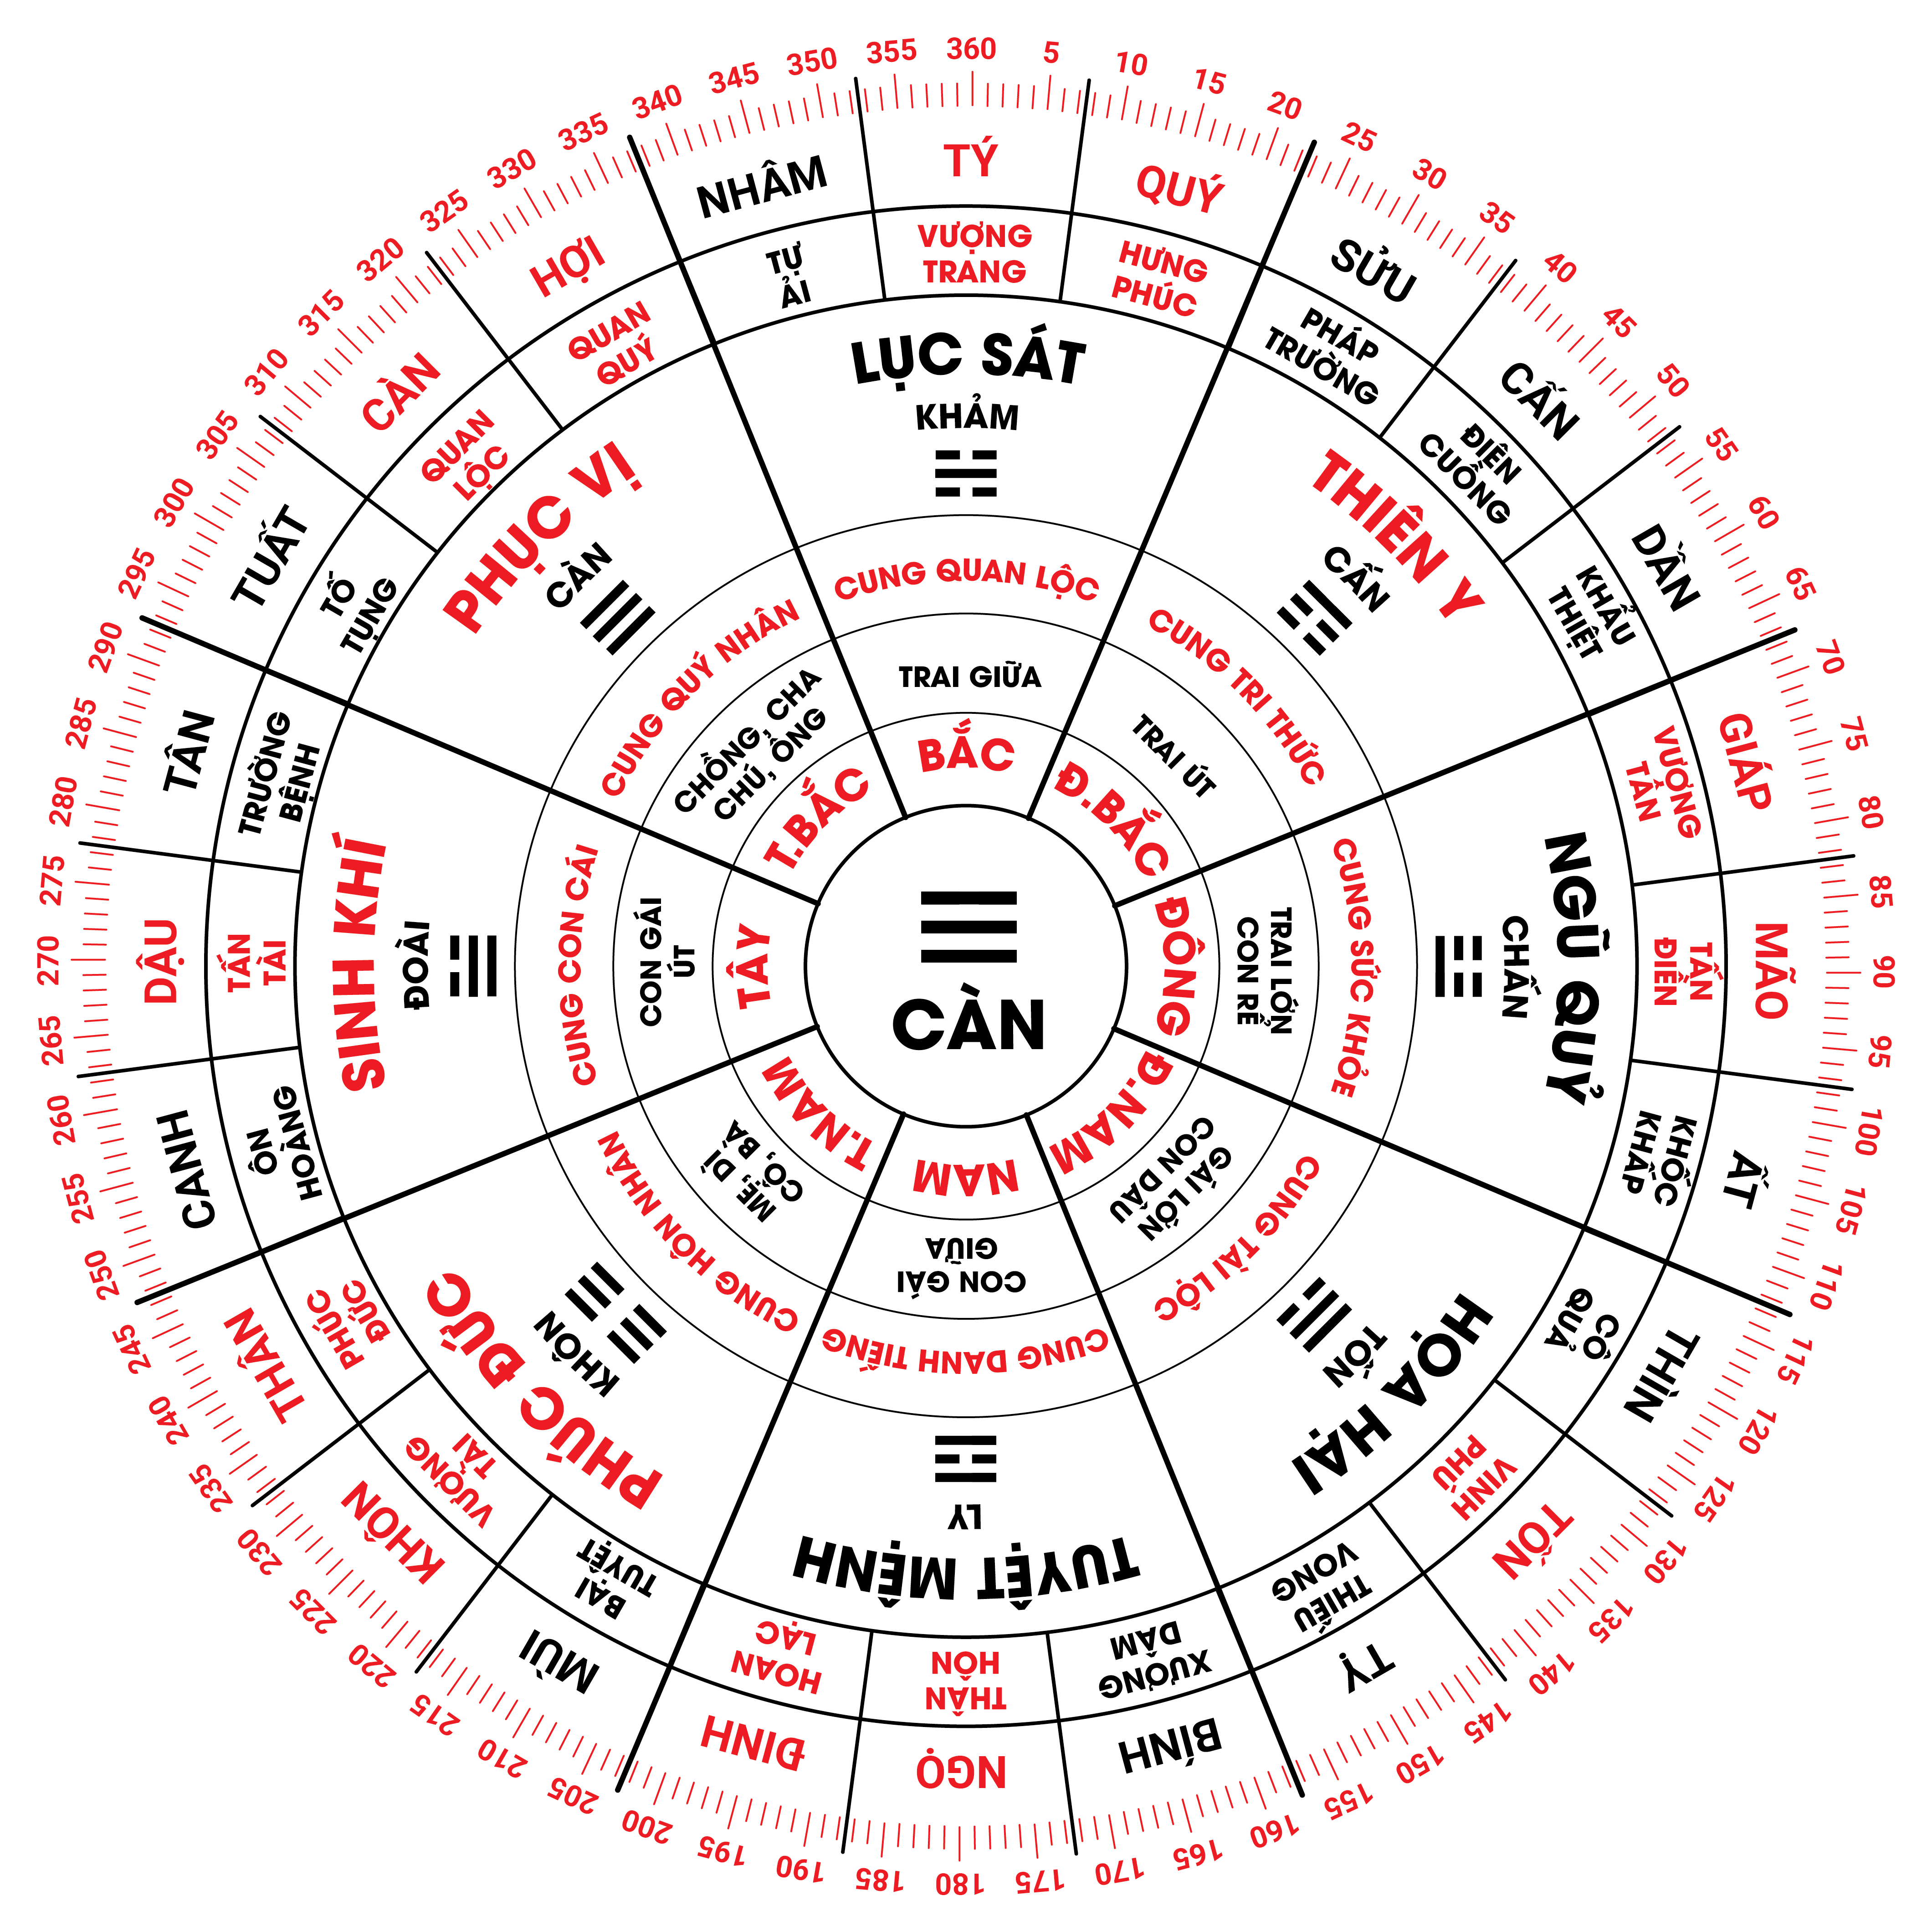 360
5
10
15
20
25
30
35
40
45
50
55
60
65
70
75
80
85
90
95
100
105
110
115
120
125
130
135
140
145
150
155
160
165
170
175
180
185
190
195
200
205
210
215
220
225
230
235
240
245
250
255
260
265
270
275
280
285
290
295
300
305
310
315
320
325
330
335
340
345
350
355
NHÂM
TÝ
QUÝ
SỬU
CẤN
DẦN
GIÁP
MÃO
ẤT
THÌN
TỐN
TỴ
BÍNH
NGỌ
ĐINH
MÙI
KHÔN
THÂN
CANH
DẬU
TÂN
TUẤT
CÀN
HỢI
TỰ
ẢI
VƯỢNG
TRANG
HƯNG
PHÚC
PHÁP
TRƯỜNG
ĐIÊN
CUỒNG
KHẨU
THIỆT
VƯỢNG
TẦN
TẤN
ĐIỀN
KHỐC
KHẤP
CÔ
QUẢ
VINH
PHÚ
THIẾU
VONG
XƯƠNG
DÂM
THÂN
HÔN
HOAN
LẠC
BẠI
TUYỆT
VƯỢNG
TÀI
PHÚC
ĐỨC
ÔN
HOÀNG
TẤN
TÀI
TRƯỜNG
BỆNH
TỐ
TỤNG
QUAN
LỘC
QUAN
QUÝ
LỤC SÁT
KHẢM
THIÊN Y
CẤN
NGŨ QUỶ
CHẤN
HỌA HẠI
TỐN
TUYỆT MỆNH
LY
PHÚC ĐỨC
KHÔN
SINH KHÍ
ĐOÀI
PHỤC VỊ
CÀN
CUNG QUAN LỘC
CUNG TRI THỨC
CUNG SỨC KHỎE
CUNG TÀI LỘC
CUNG DANH TIẾNG
CUNG HÔN NHÂN
CUNG CON CÁI
CUNG QUÝ NHÂN
TRAI GIỮA
TRAI ÚT
TRAI LỚN
CON RỂ
GÁI LỚN
CON DÂU
CON GÁI
GIỮA
MẸ, DÌ
CÔ, BÀ
CON GÁI
ÚT
CHỒNG, CHA
CHÚ, ÔNG
BẮC
Đ.BẮC
ĐÔNG
Đ.NAM
NAM
T.NAM
TÂY
T.BẮC
CÀN